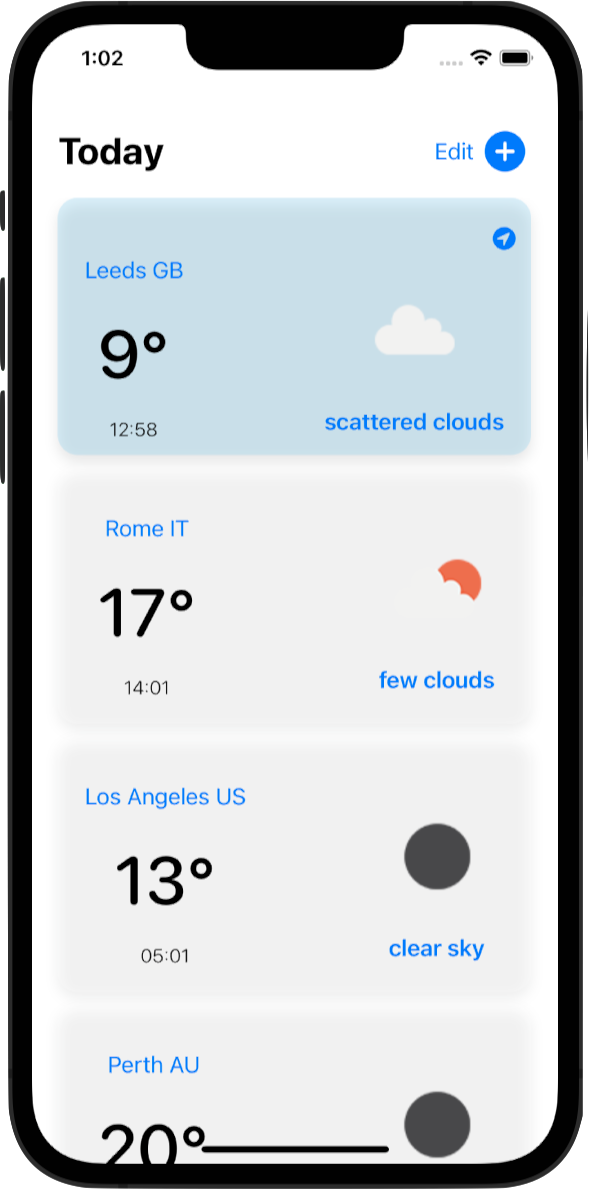 1:02
Today
Edit
Leeds GB
9°
12:58
scattered clouds
Rome IT
17°
14:01
few clouds
Los Angeles US
13°
05:01
clear sky
Perth AU
20°